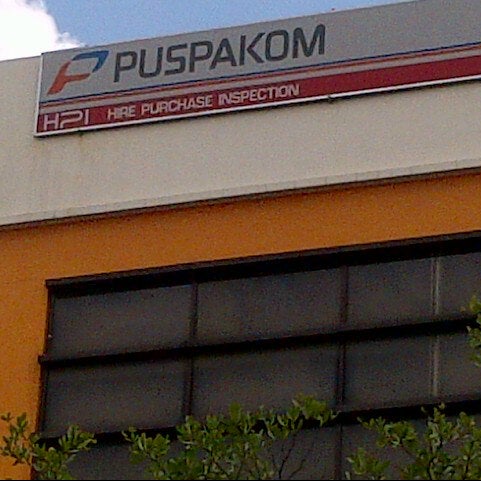 PUSPAKOM
HPI HIRE PURCHASE INSPECTION